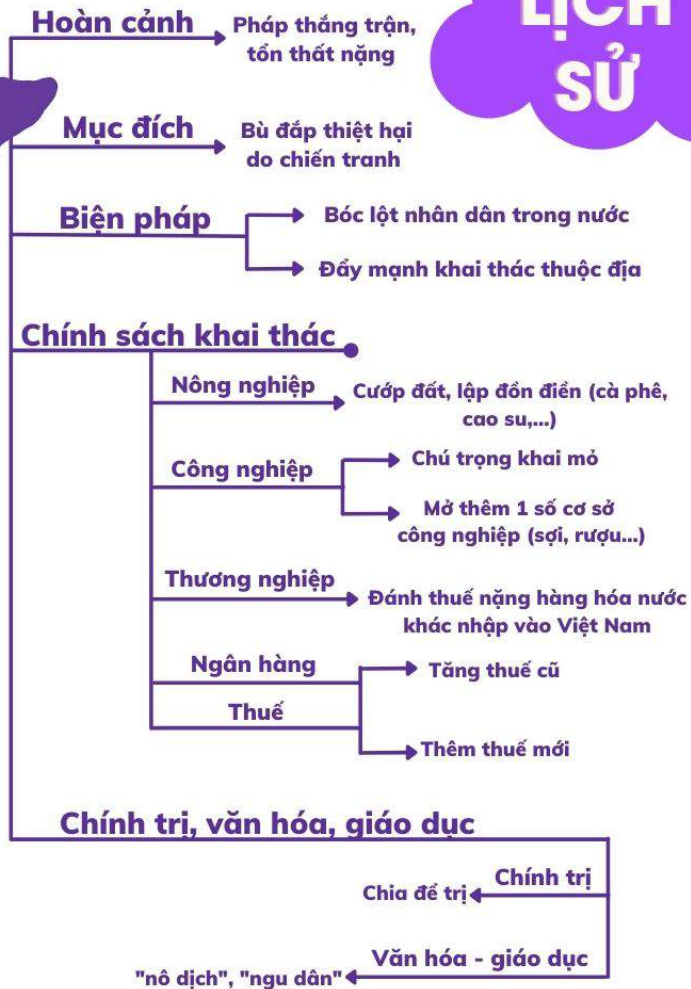 LỊCH
SỬ
Hoàn cảnh
Pháp thắng trận,
tổn thất nặng
Mục đích
Bù đắp thiệt hại
do chiến tranh
Biện pháp
Bóc lột nhân dân trong nước
Đẩy mạnh khai thác thuộc địa
Chính sách khai thác
Nông nghiệp
Cướp đất, lập đồn điền (cà phê,
cao su,...)
Công nghiệp
Chú trọng khai mỏ
Mở thêm 1 số cơ sở
công nghiệp (sợi, rượu...)
Thương nghiệp
Đánh thuế nặng hàng hóa nước
khác nhập vào Việt Nam
Ngân hàng
Thuế
Tăng thuế cũ
Thêm thuế mới
Chính trị, văn hóa, giáo dục
Chính trị
Chia để trị
Văn hóa - giáo dục
"nô dịch", "ngu dân"